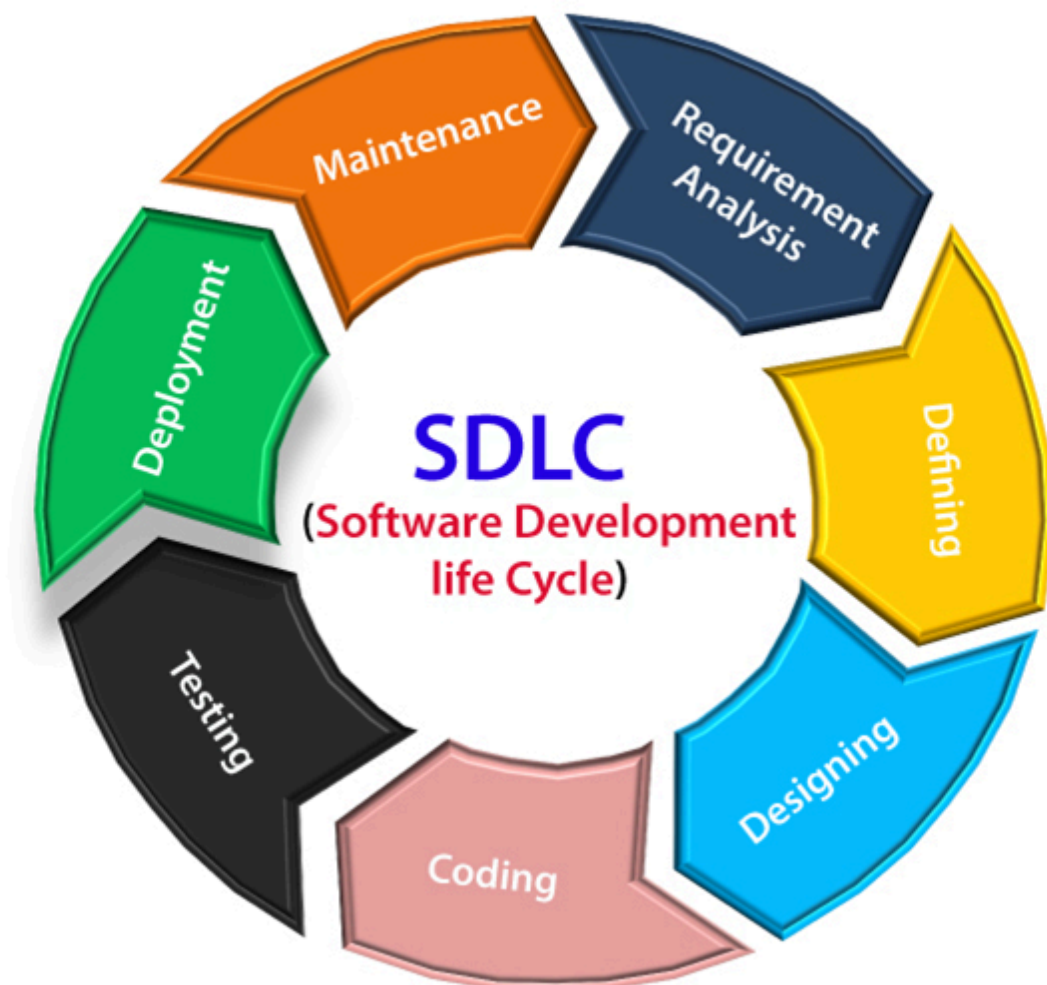 SDLC
(Software Development
life Cycle)
Requirement
Analysis
Defining
Designing
Coding
Testing
Deployment
Maintenance